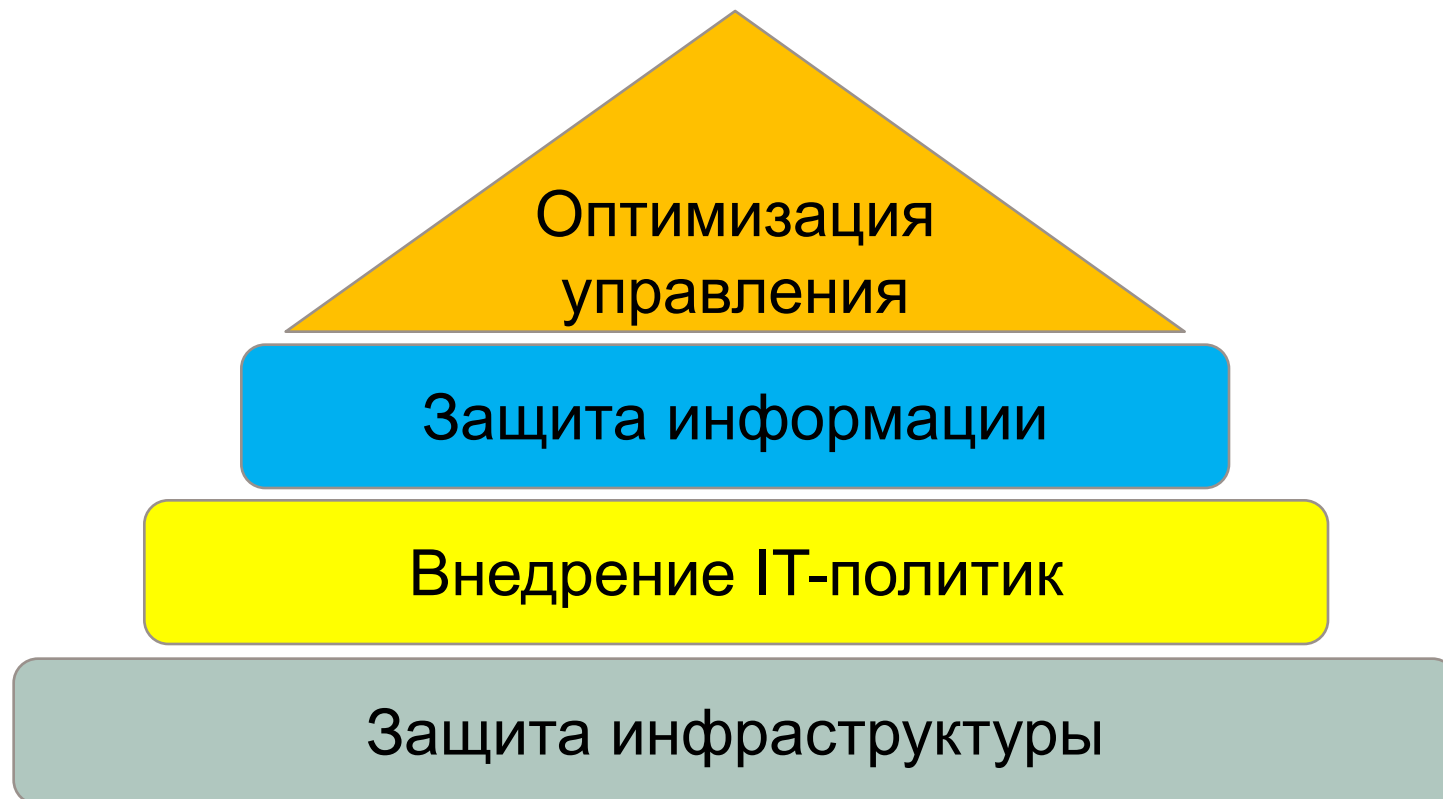 Оптимизация
управления
Защита информации
Внедрение IT-политик
Защита инфраструктуры